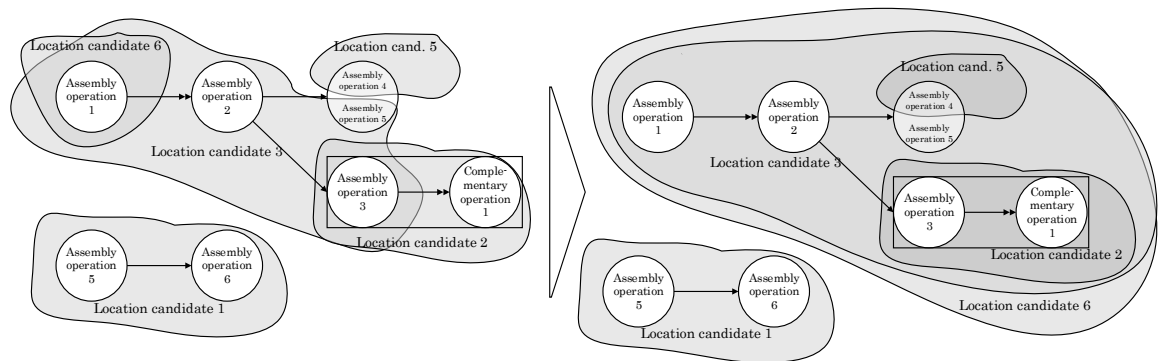 Location candidate 6
Location cand. 5
Assembly
operation
1
Assembly
operation
2
Assembly
operation 4
Assembly
operation 5
Location candidate 3
Assembly
operation
3
Comple-
mentary
operation
1
Location candidate 2
Assembly
operation
5
Assembly
operation
6
Location candidate 1
Location cand. 5
Assembly
operation
1
Assembly
operation
2
Assembly
operation 4
Assembly
operation 5
Location candidate 3
Assembly
operation
3
Comple-
mentary
operation
1
Location candidate 2
Assembly
operation
5
Assembly
operation
6
Location candidate 6
Location candidate 1